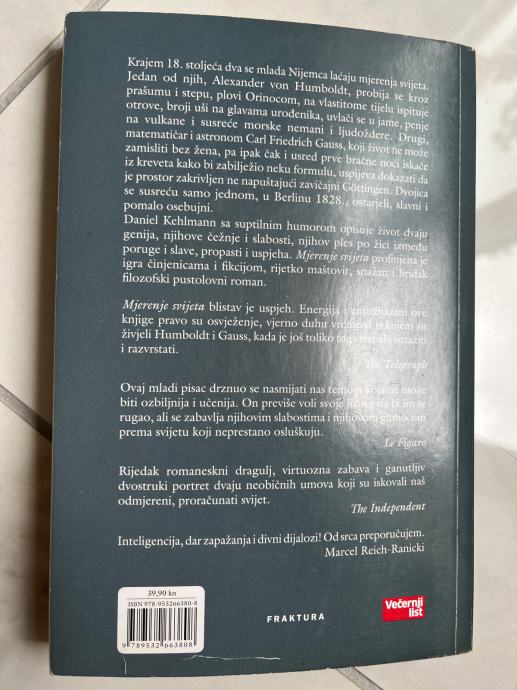 Krajem 18. stoljeća dva se mlada Nijemca laćaju mjerenja svijeta.
Jedan od njih, Alexander von Humboldt, probija se kroz
prašumu i stepu, plovi Orinocom, na vlastitome tijelu ispituje
otrove, broji uši na glavama urođenika, uvlači se u jame, penje
na vulkane i susreće morske nemani i ljudoždere. Drugi,
matematičar i astronom Carl Friedrich Gauss, koji život ne može
zamisliti bez žena, pa ipak čak i usred prve bračne noći iskače
iz kreveta kako bi zabilježio neku formulu, uspijeva dokazati da
je prostor zakrivljen ne napuštajući zavičajni Göttingen. Dvojica
se susreću samo jednom, u Berlinu 1828., ostarjeli, slavni i
pomalo osebujni.
Daniel Kehlmann sa suptilnim humorom opisuje život dvaju
genija, njihove čežnje i slabosti, njihov ples po žici između
poruge i slave, propasti i uspjeha. Mjerenje svijeta profinjena je
igra činjenicama i fikcijom, rijetko maštovit, snažan i bridak
filozofski pustolovni roman.
Mjerenje svijeta blistav je uspjeh. Energija i entuzijazam ove
knjige pravo su osvježenje, vjerno duhu vremena u kojem su
živjeli Humboldt i Gauss, kada je još toliko toga trebalo istražiti
i razvrstati.
The Telegraph
Ovaj mladi pisac drznuo se nasmijati nas temom koja ne može
biti ozbiljnija i učenija. On previše voli svoje likove da bi im se
rugao, ali se zabavlja njihovim slabostima i njihovom gluhoćom
prema svijetu koji neprestano osluškuju.
Le Figaro
Rijedak romaneskni dragulj, virtuozna zabava i ganutljiv
dvostruki portret dvaju neobičnih umova koji su iskovali naš
odmjereni, proračunati svijet.
The Independent
Inteligencija, dar zapažanja i divni dijalozi! Od srca preporučujem.
Marcel Reich-Ranicki
39,90 kn
ISBN 978-953266380-8
9 789532 663808
FRAKTURA
Večernji
list